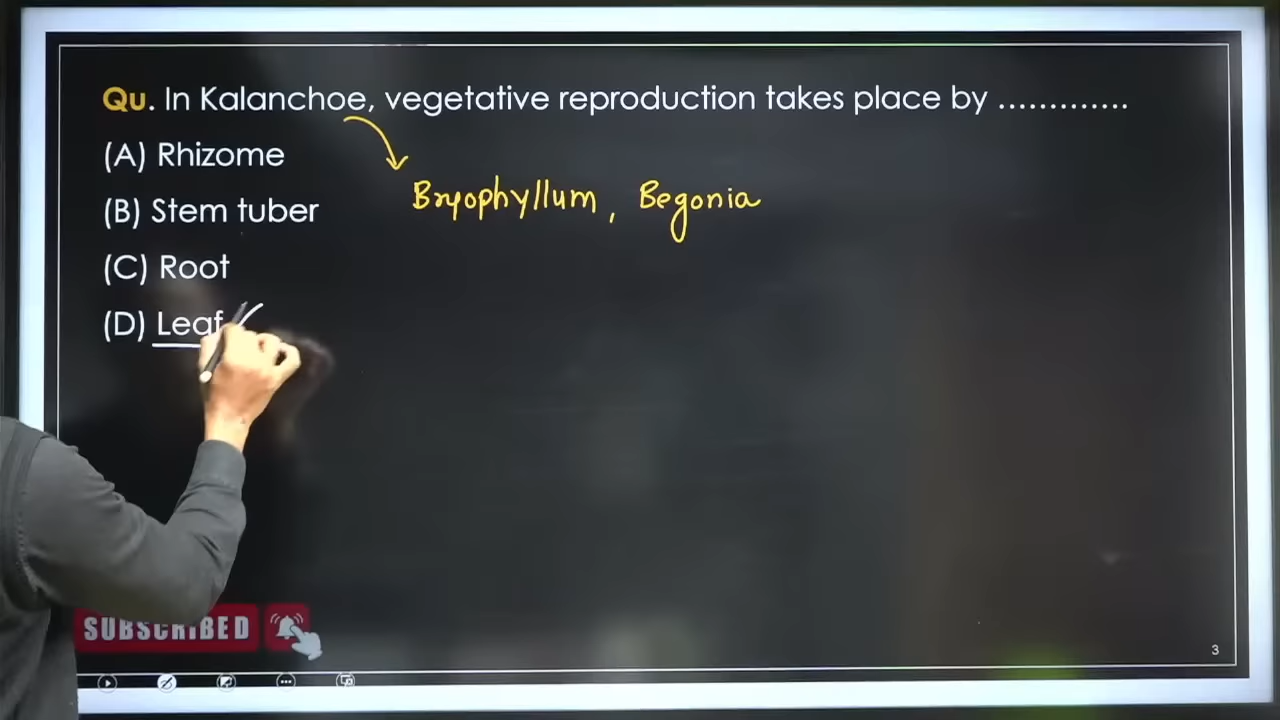 Qu. In Kalanchoe, vegetative reproduction takes place by .............
(A) Rhizome
Bryophyllum, Begonia
(B) Stem tuber
(C) Root
(D) Leaf
SUBSCRIBED
3